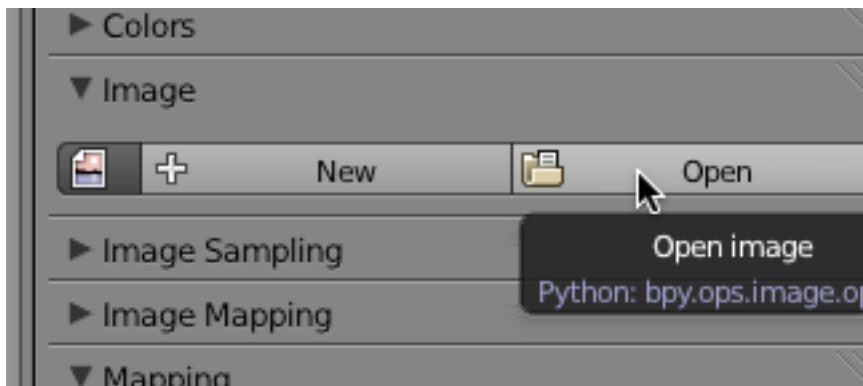 Colors
Image
New Open
Image Sampling
Open image
Python: bpy.ops.image.op
Image Mapping
Mapping